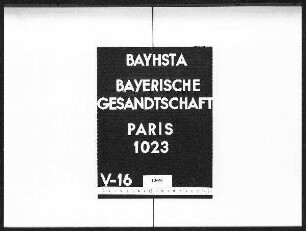 BAYHSTA
BAYERISCHE
GESANDTSCHAFT
PARIS
1023
V-16